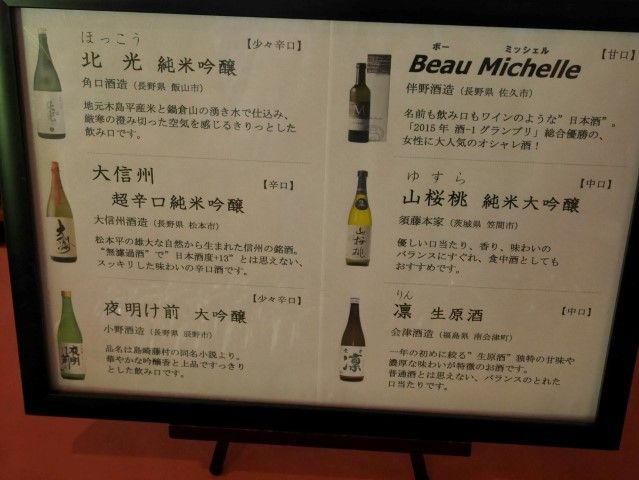 ほっこう
北光 純米吟醸 【少々辛口】
角口酒造(長野県 飯山市)
地元木島平産米と鍋倉山の湧き水で仕込み、
厳寒の澄み切った空気を感じるきりっとした
飲み口です。
大信州
超辛口純米吟醸 【辛口】
大信州酒造(長野県 松本市)
松本平の雄大な自然から生まれた信州の銘酒。
"無濾過酒"で"日本酒度+13"とは思えない、
スッキリした味わいの辛口酒です。
夜明け前 大吟醸 【少々辛口】
小野酒造(長野県 辰野市)
品名は島崎藤村の同名小説より。
華やかな吟醸香と上品ですっきり
とした飲み口です。
ボー ミッシェル
Beau Michelle 【甘口】
伴野酒造(長野県 佐久市)
名前も飲み口もワインのような"日本酒"。
「2015年 酒-1グランプリ」総合優勝の、
女性に大人気のオシャレ酒!
ゆすら
山桜桃 純米大吟醸 【中口】
須藤本家(茨城県 笠間市)
優しい口当たり、香り、味わいの
バランスにすぐれ、食中酒としても
おすすめです。
りん
凛 生原酒 【中口】
会津酒造(福島県 南会津町)
一年の初めに絞る"生原酒"独特の甘味や
濃厚な味わいが特徴のお酒です。
普通酒とは思えない、バランスのとれた
口当たりです。
山桜桃
凛